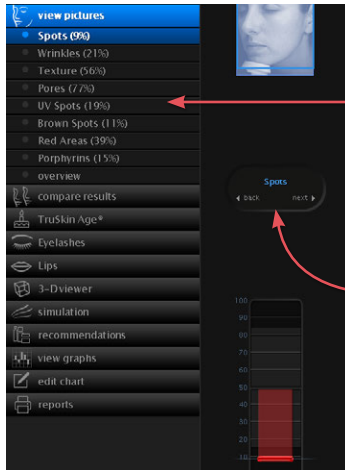 view pictures
Spots (9%)
Wrinkles (21%)
Texture (56%)
Pores (77%)
UV Spots (19%)
Brown Spots (11%)
Red Areas (39%)
Porphyrins (15%)
overview
compare results
TruSkin Age®
Eyelashes
Lips
3-D viewer
simulation
recommendations
view graphs
edit chart
reports
Spots
back next
100
90
80
70
60
50
40
30
20
10